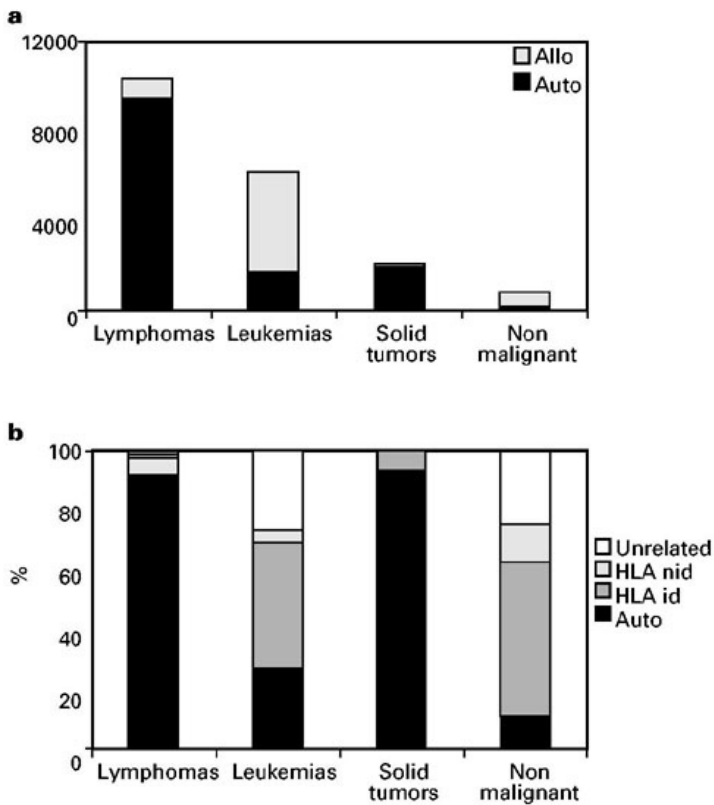 a
12000
Allo
Auto
8000
4000
0
Lymphomas Leukemias Solid tumors Non malignant
b
100
80
60
%
40
20
0
Unrelated
HLA nid
HLA id
Auto
Lymphomas Leukemias Solid tumors Non malignant